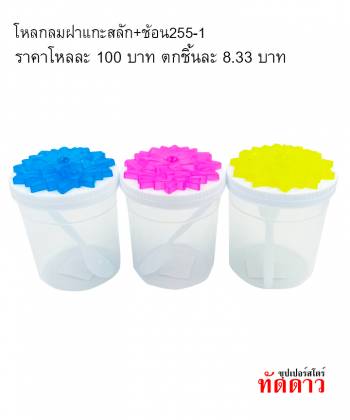 โหลกลมฝาแกะสลัก+ช้อน255-1
ราคาโหลละ 100 บาท ตกชิ้นละ 8.33 บาท
ซุปเปอร์สโตร์
ทัดดาว